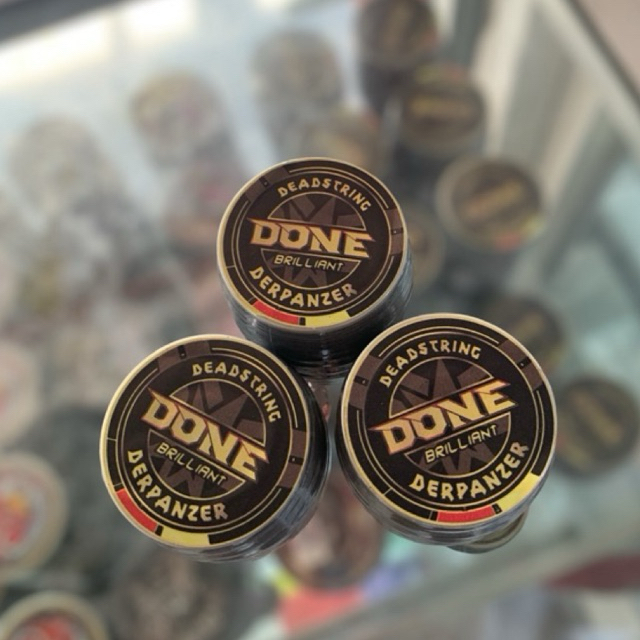 DEADSTRING
DONE
BRILLIANT
DERPANZER
DEADSTRING
DONE
BRILLIANT
DERPANZER
DEADSTRING
DONE
BRILLIANT
DERPANZER